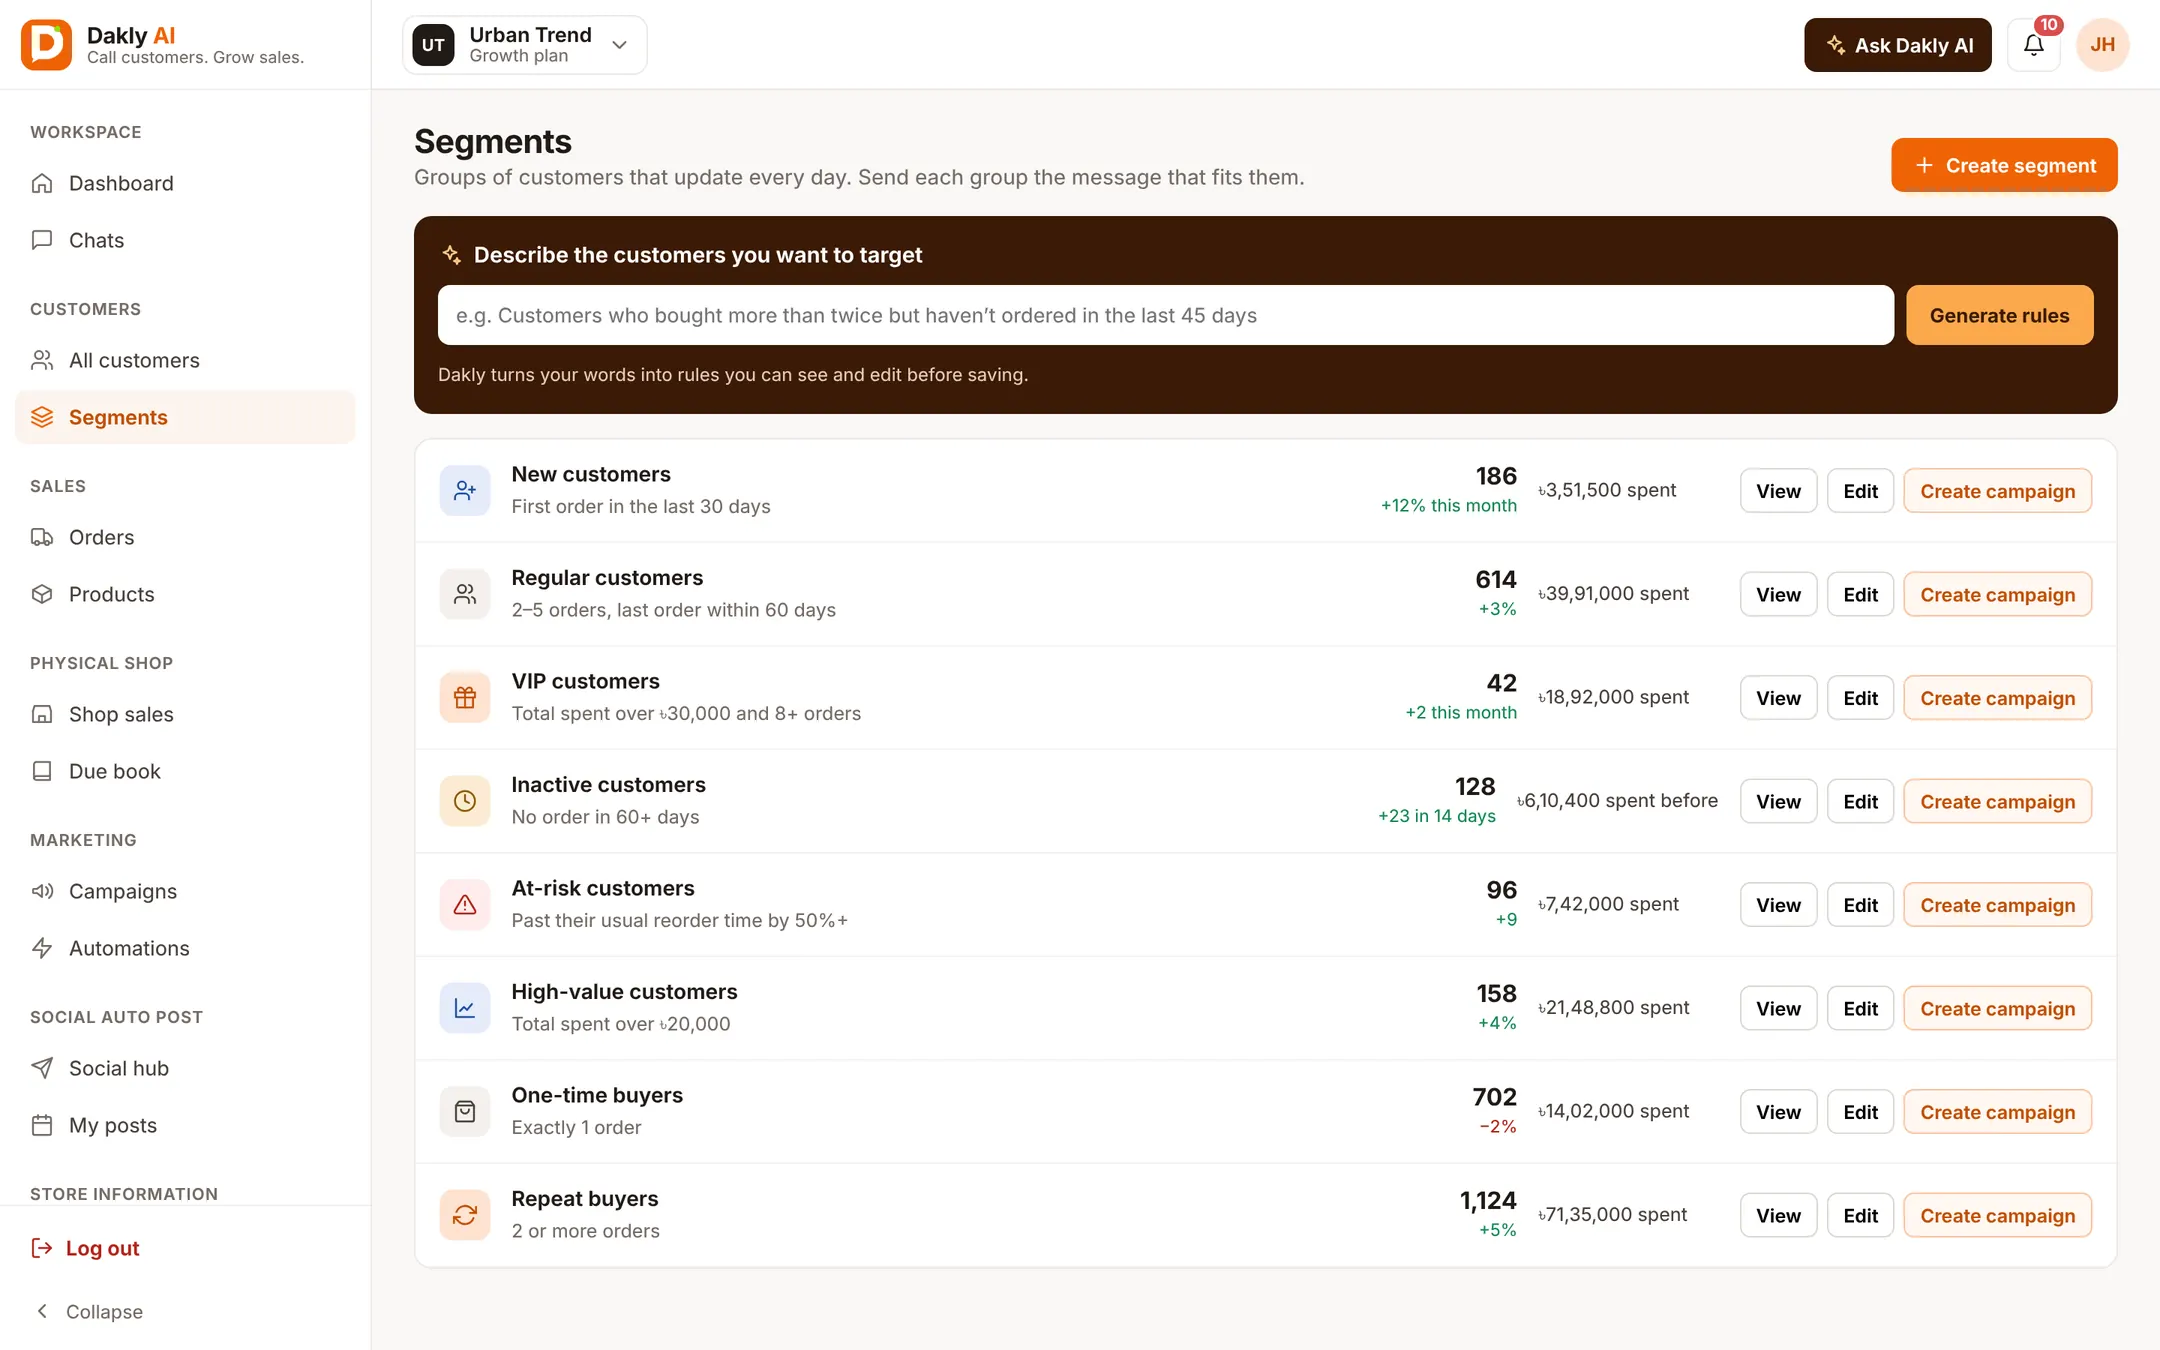 Dakly AI
Call customers. Grow sales.
UT
Urban Trend
Growth plan
Ask Dakly AI
10
JH
WORKSPACE
Dashboard
Chats
CUSTOMERS
All customers
Segments
SALES
Orders
Products
PHYSICAL SHOP
Shop sales
Due book
MARKETING
Campaigns
Automations
SOCIAL AUTO POST
Social hub
My posts
STORE INFORMATION
Log out
Collapse
Segments
Groups of customers that update every day. Send each group the message that fits them.
Create segment
Describe the customers you want to target
e.g. Customers who bought more than twice but haven’t ordered in the last 45 days
Generate rules
Dakly turns your words into rules you can see and edit before saving.
New customers
First order in the last 30 days
186
+12% this month
৳3,51,500 spent
View Edit Create campaign
Regular customers
2–5 orders, last order within 60 days
614
+3%
৳39,91,000 spent
View Edit Create campaign
VIP customers
Total spent over ৳30,000 and 8+ orders
42
+2 this month
৳18,92,000 spent
View Edit Create campaign
Inactive customers
No order in 60+ days
128
+23 in 14 days
৳6,10,400 spent before
View Edit Create campaign
At-risk customers
Past their usual reorder time by 50%+
96
+9
৳7,42,000 spent
View Edit Create campaign
High-value customers
Total spent over ৳20,000
158
+4%
৳21,48,800 spent
View Edit Create campaign
One-time buyers
Exactly 1 order
702
−2%
৳14,02,000 spent
View Edit Create campaign
Repeat buyers
2 or more orders
1,124
+5%
৳71,35,000 spent
View Edit Create campaign